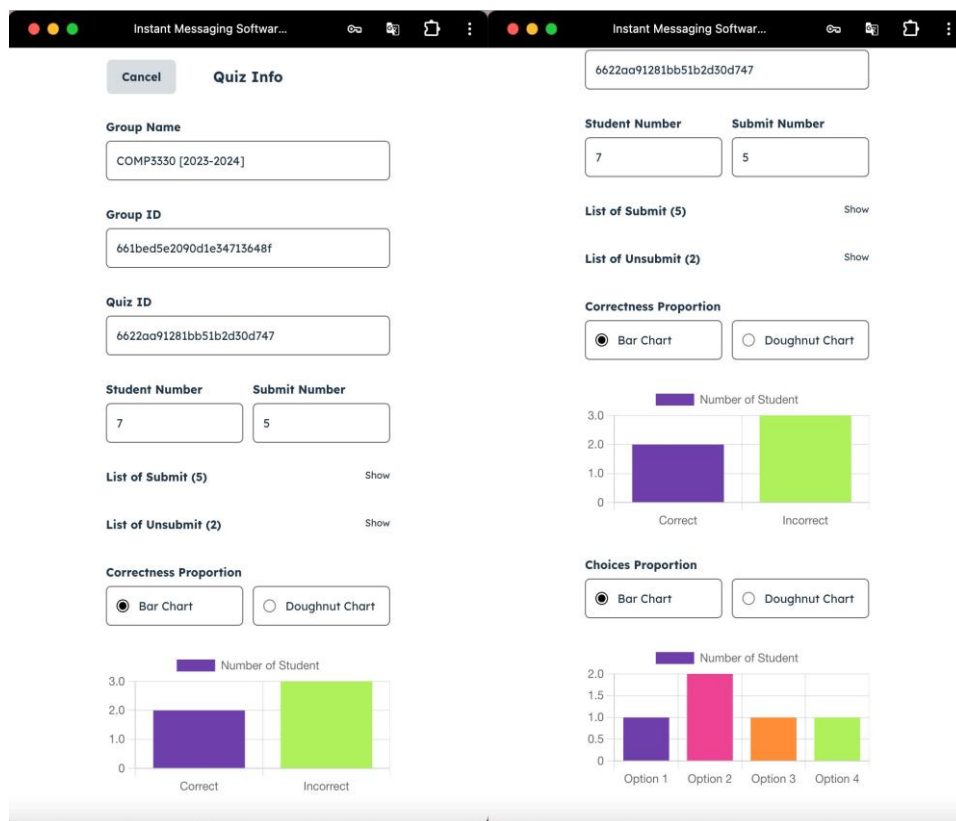 Instant Messaging Softwar...
Cancel
Quiz Info
Group Name
COMP3330 [2023-2024]
Group ID
661bed5e2090d1e34713648f
Quiz ID
6622aa91281bb51b2d30d747
Student Number Submit Number
7 5
List of Submit (5) Show
List of Unsubmit (2) Show
Correctness Proportion
Bar Chart Doughnut Chart
Number of Student
3.0
2.0
1.0
0
Correct Incorrect
Instant Messaging Softwar...
6622aa91281bb51b2d30d747
Student Number Submit Number
7 5
List of Submit (5) Show
List of Unsubmit (2) Show
Correctness Proportion
Bar Chart Doughnut Chart
Number of Student
3.0
2.0
1.0
0
Correct Incorrect
Choices Proportion
Bar Chart Doughnut Chart
Number of Student
2.0
1.5
1.0
0.5
0
Option 1 Option 2 Option 3 Option 4